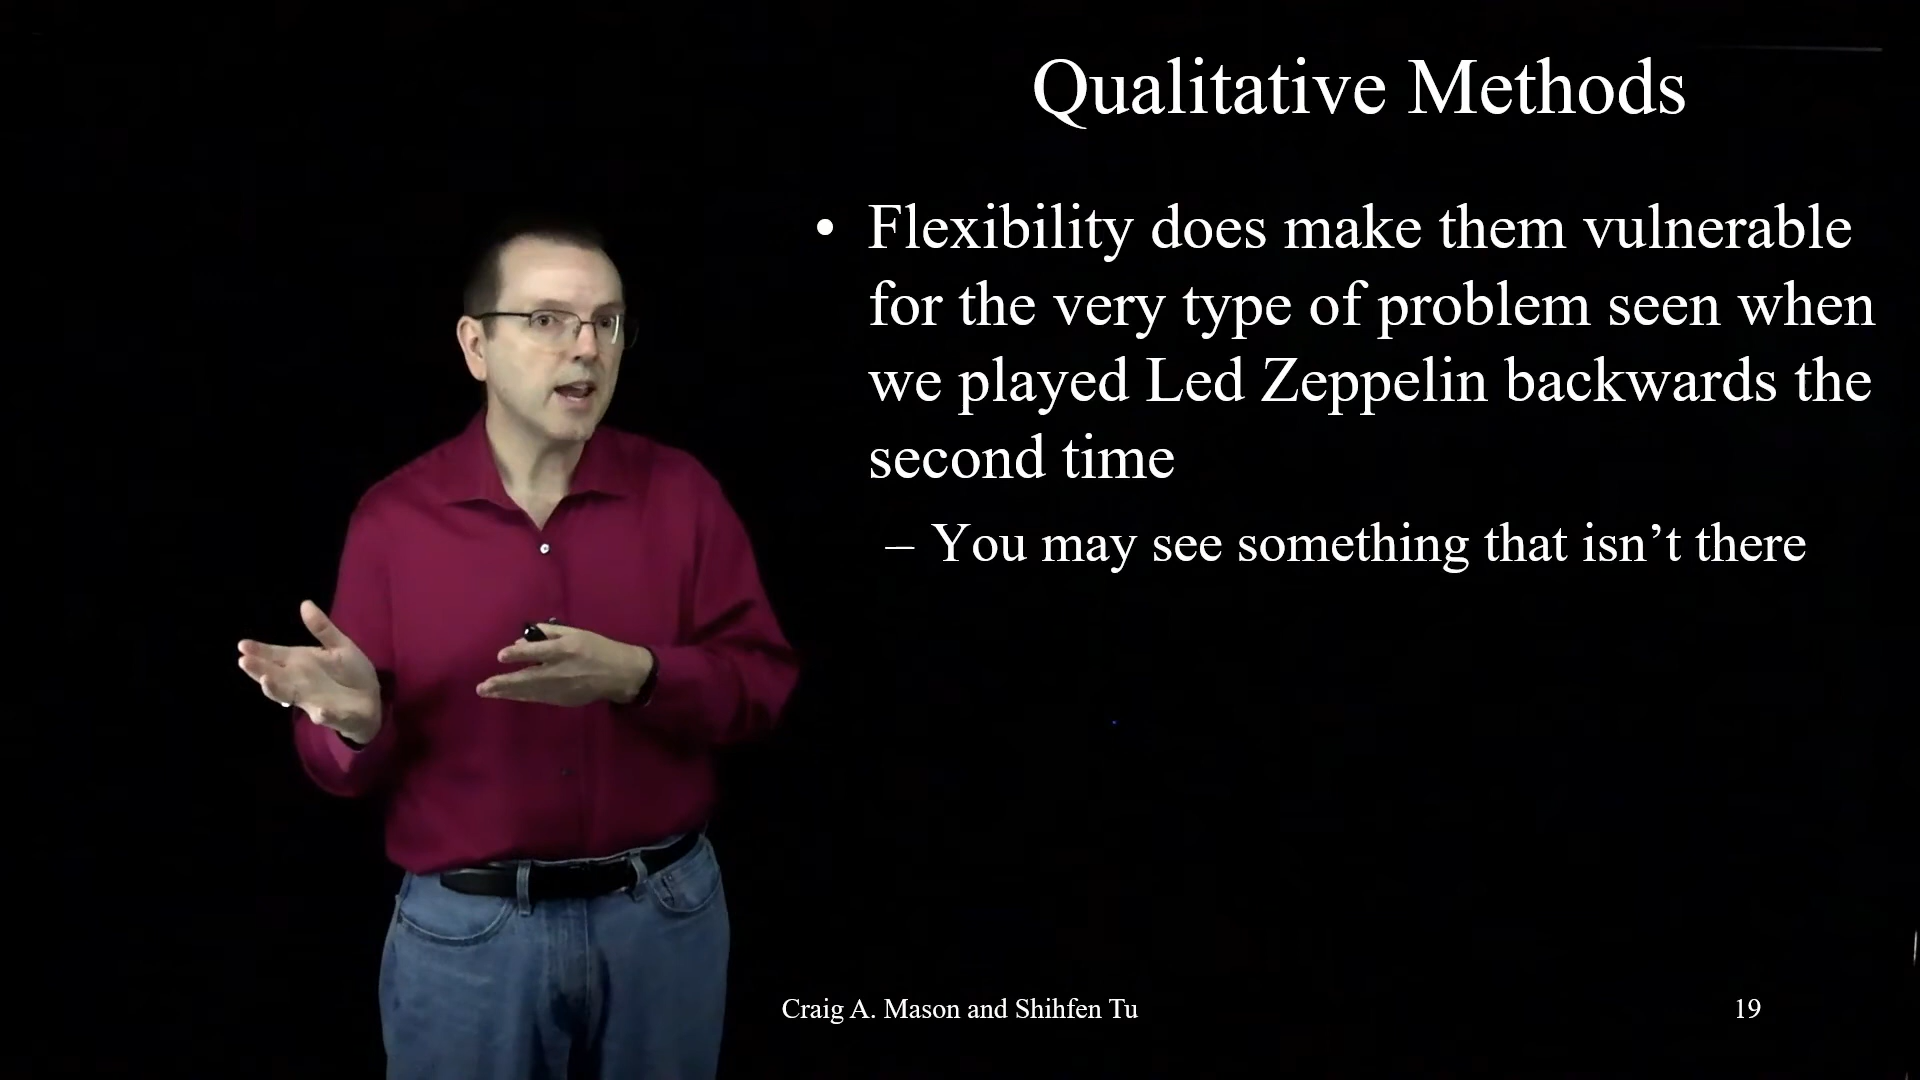 Qualitative Methods
• Flexibility does make them vulnerable
for the very type of problem seen when
we played Led Zeppelin backwards the
second time
– You may see something that isn’t there
Craig A. Mason and Shihfen Tu
19